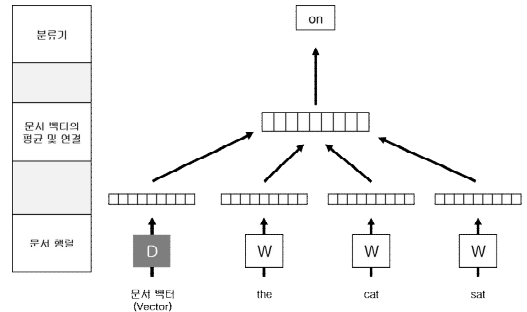 분류기
on
문서 벡터의
평균 및 연결
문서 행렬
D
W
W
W
문서 벡터
(Vector)
the
cat
sat